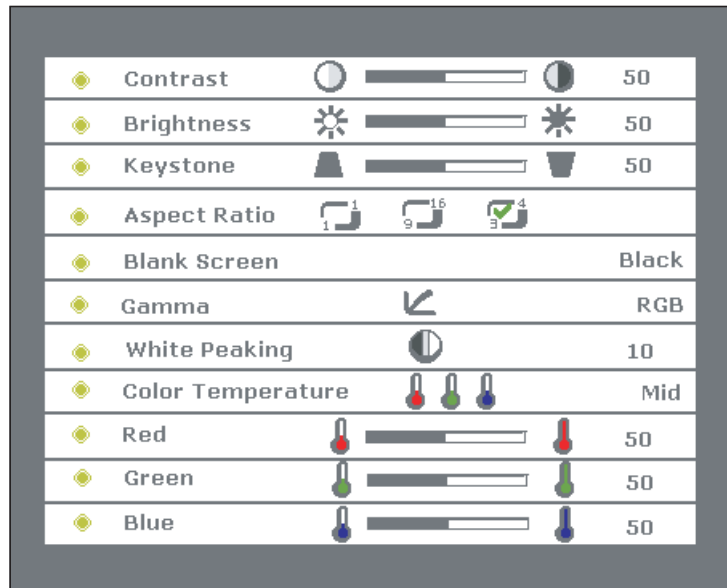 Contrast 50
Brightness 50
Keystone 50
Aspect Ratio 1 1 9 16 3 4
Blank Screen Black
Gamma RGB
White Peaking 10
Color Temperature Mid
Red 50
Green 50
Blue 50